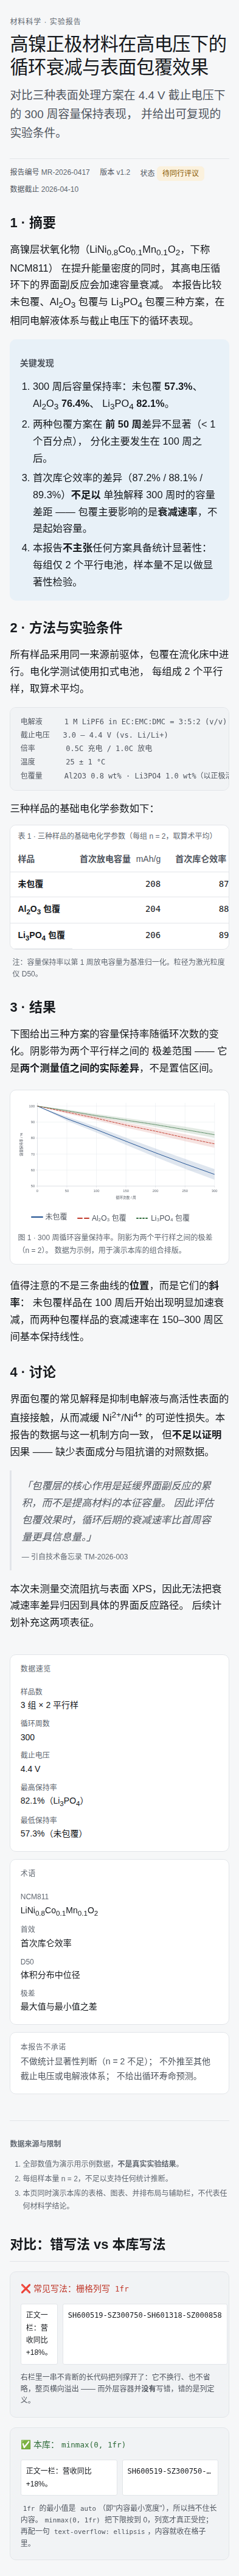 材料科学 · 实验报告
高镍正极材料在高电压下的
循环衰减与表面包覆效果
对比三种表面处理方案在 4.4 V 截止电压下
的 300 周容量保持表现， 并给出可复现的
实验条件。
报告编号 MR-2026-0417 版本 v1.2 状态 待同行评议
数据截止 2026-04-10
1 · 摘要
高镍层状氧化物（LiNi0.8Co0.1Mn0.1O2，下称
NCM811） 在提升能量密度的同时，其高电压循
环下的界面副反应会加速容量衰减。 本报告比较
未包覆、Al2O3 包覆与 Li3PO4 包覆三种方案，在
相同电解液体系与截止电压下的循环表现。
关键发现
1. 300 周后容量保持率：未包覆 57.3%、
Al2O3 76.4%、 Li3PO4 82.1%。
2. 两种包覆方案在 前 50 周差异不显著（< 1
个百分点）， 分化主要发生在 100 周之
后。
3. 首次库仑效率的差异（87.2% / 88.1% /
89.3%）不足以 单独解释 300 周时的容量
差距 —— 包覆主要影响的是衰减速率，不
是起始容量。
4. 本报告不主张任何方案具备统计显著性：
每组仅 2 个平行电池，样本量不足以做显
著性检验。
2 · 方法与实验条件
所有样品采用同一来源前驱体，包覆在流化床中进
行。电化学测试使用扣式电池， 每组成 2 个平行
样，取算术平均。
电解液 1 M LiPF6 in EC:EMC:DMC = 3:5:2 (v/v)
截止电压 3.0 – 4.4 V (vs. Li/Li+)
倍率 0.5C 充电 / 1.0C 放电
温度 25 ± 1 °C
包覆量 Al2O3 0.8 wt% · Li3PO4 1.0 wt%（以正极活
三种样品的基础电化学参数如下：
表 1 · 三种样品的基础电化学参数（每组 n = 2，取算术平均）
样品 首次放电容量 mAh/g 首次库仑效率
未包覆 208 87
Al2O3 包覆 204 88
Li3PO4 包覆 206 89
注：容量保持率以第 1 周放电容量为基准归一化。粒径为激光粒度
仪 D50。
3 · 结果
下图给出三种方案的容量保持率随循环次数的变
化。阴影带为两个平行样之间的 极差范围 —— 它
是两个测量值之间的实际差异，不是置信区间。
100
90
80
70
60
50
0 50 100 150 200 250 300
未包覆 Al₂O₃ 包覆 Li₃PO₄ 包覆
图 1 · 300 周循环容量保持率。阴影为两个平行样之间的极差
（n = 2）。 数据为示例，用于演示本库的组合排版。
值得注意的不是三条曲线的位置，而是它们的斜
率： 未包覆样品在 100 周后开始出现明显加速衰
减，而两种包覆样品的衰减速率在 150–300 周区
间基本保持线性。
4 · 讨论
界面包覆的常见解释是抑制电解液与高活性表面的
直接接触，从而减缓 Ni2+/Ni4+ 的可逆性损失。本
报告的数据与这一机制方向一致， 但不足以证明
因果 —— 缺少表面成分与阻抗谱的对照数据。
「包覆层的核心作用是延缓界面副反应的累
积，而不是提高材料的本征容量。 因此评估
包覆效果时，循环后期的衰减速率比首周容
量更具信息量。」
— 引自技术备忘录 TM-2026-003
本次未测量交流阻抗与表面 XPS，因此无法把衰
减速率差异归因到具体的界面反应路径。 后续计
划补充这两项表征。
数据速览
样品数
3 组 × 2 平行样
循环周数
300
截止电压
4.4 V
最高保持率
82.1%（Li3PO4）
最低保持率
57.3%（未包覆）
术语
NCM811
LiNi0.8Co0.1Mn0.1O2
首效
首次库仑效率
D50
体积分布中位径
极差
最大值与最小值之差
本报告不承诺
不做统计显著性判断（n = 2 不足）； 不外推至其他
截止电压或电解液体系； 不给出循环寿命预测。
数据来源与限制
1. 全部数值为演示用示例数据，不是真实实验结果。
2. 每组样本量 n = 2，不足以支持任何统计推断。
3. 本页同时演示本库的表格、图表、并排布局与辅助栏，不代表任
何材料学结论。
对比：错写法 vs 本库写法
❌ 常见写法：栅格列写 1fr
正文一
栏：营
收同比
+18%。
SH600519-SZ300750-SH601318-SZ000858
右栏里一串不肯断的长代码把列撑开了：它不换行、也不省
略，整页横向溢出 —— 而外层容器并没有写错，错的是列定
义。
✅ 本库： minmax(0, 1fr)
正文一栏：营收同比
+18%。
SH600519-SZ300750-…
1fr 的最小值是 auto（即“内容最小宽度”），所以挡不住长
内容。 minmax(0, 1fr) 把下限按到 0，列宽才真正受控；
再配一句 text-overflow: ellipsis ，内容就收在格子
里。